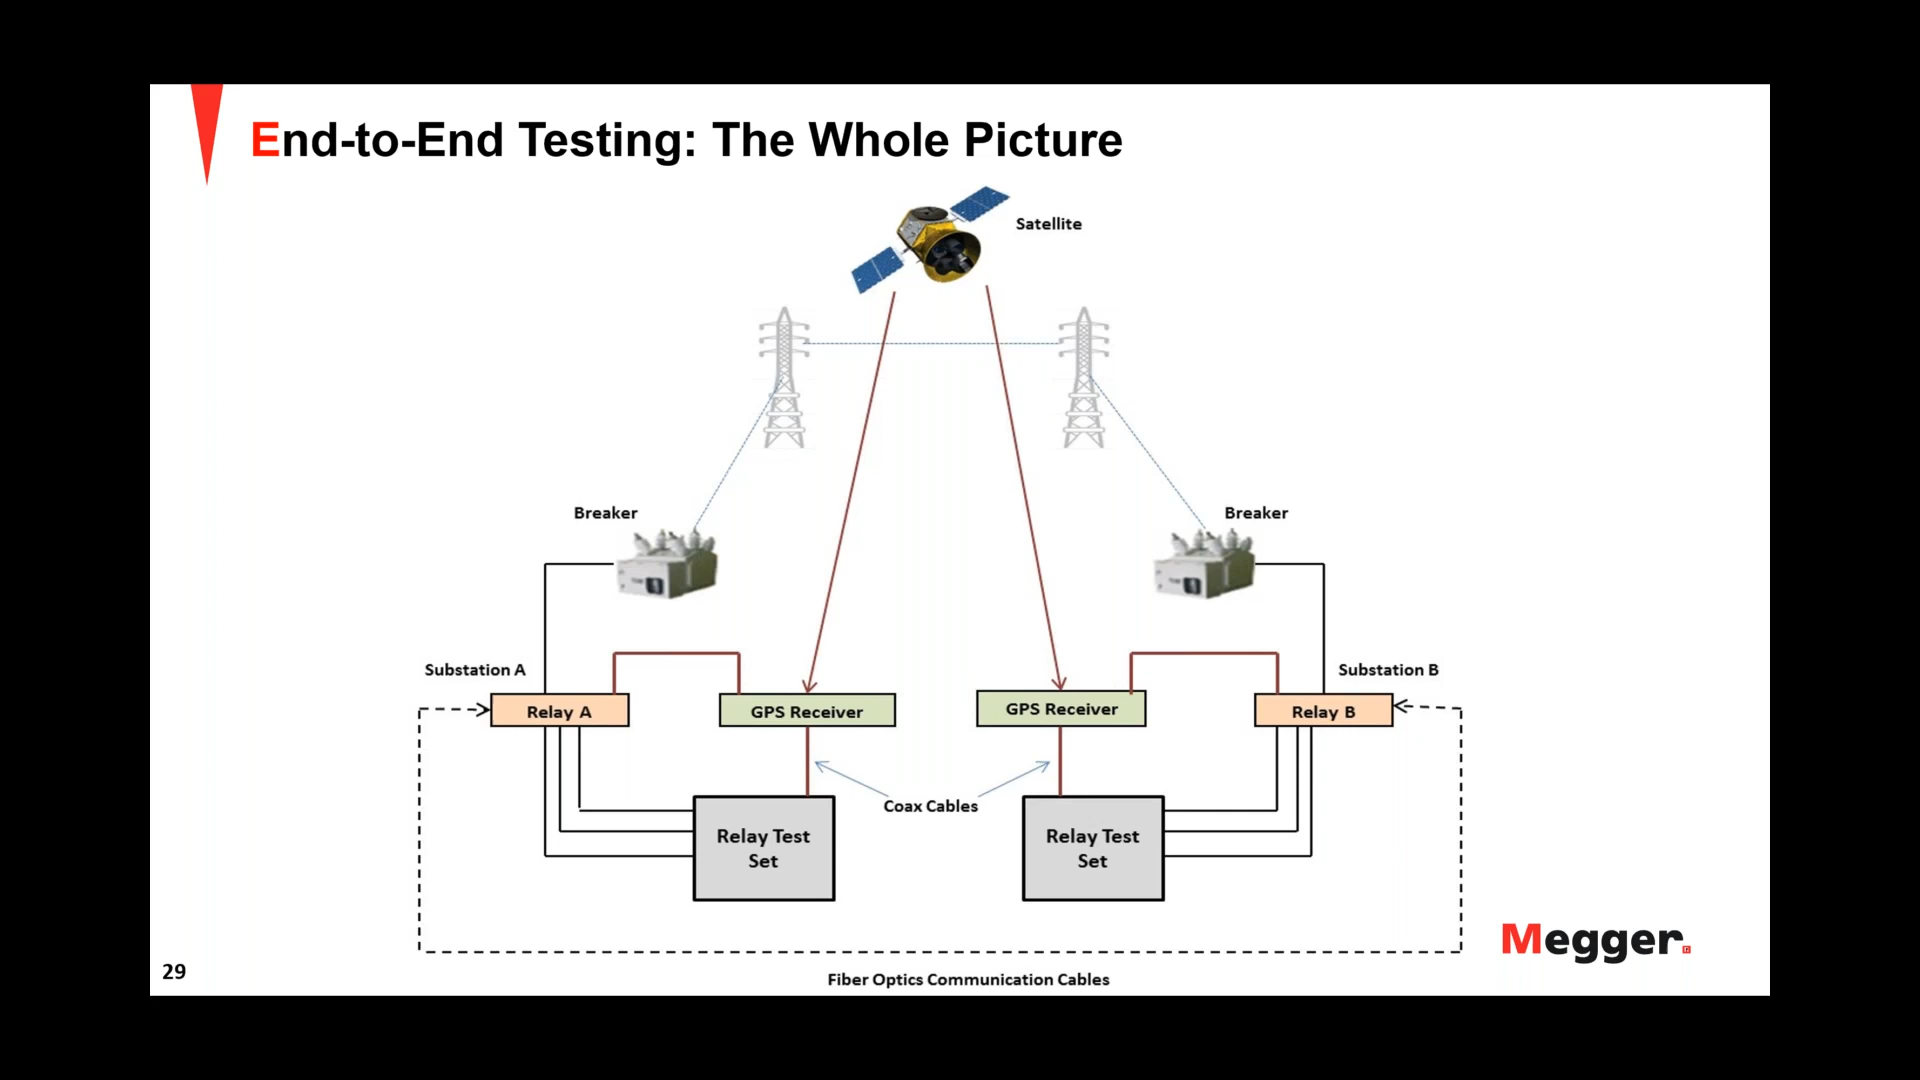 End-to-End Testing: The Whole Picture
Satellite
Breaker
Breaker
Substation A
Substation B
Relay A
GPS Receiver
GPS Receiver
Relay B
Coax Cables
Relay Test
Set
Relay Test
Set
Megger
29
Fiber Optics Communication Cables